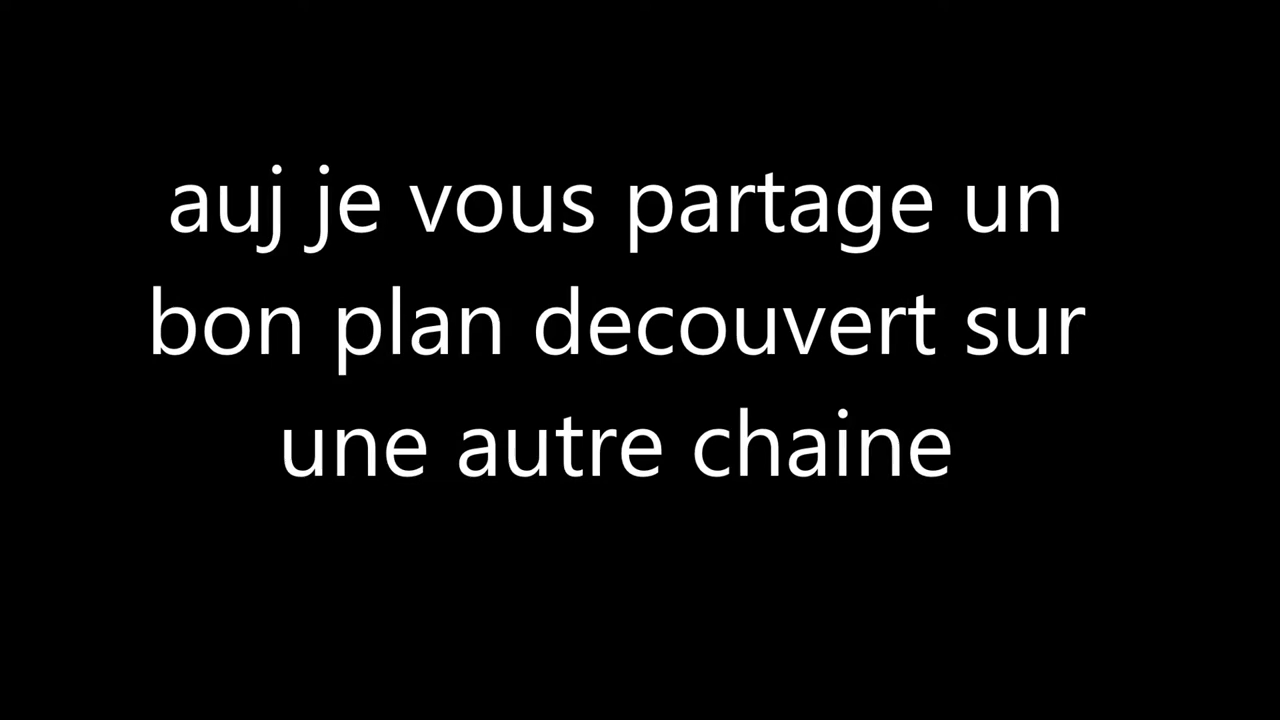 auj je vous partage un
bon plan decouvert sur
une autre chaine